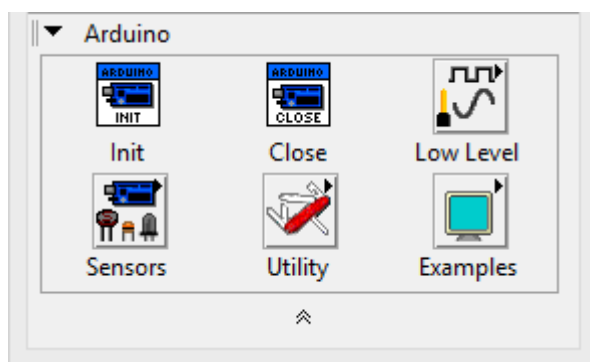 Arduino
ARDUINO
INIT
ARDUINO
CLOSE
Init
Close
Low Level
Sensors
Utility
Examples